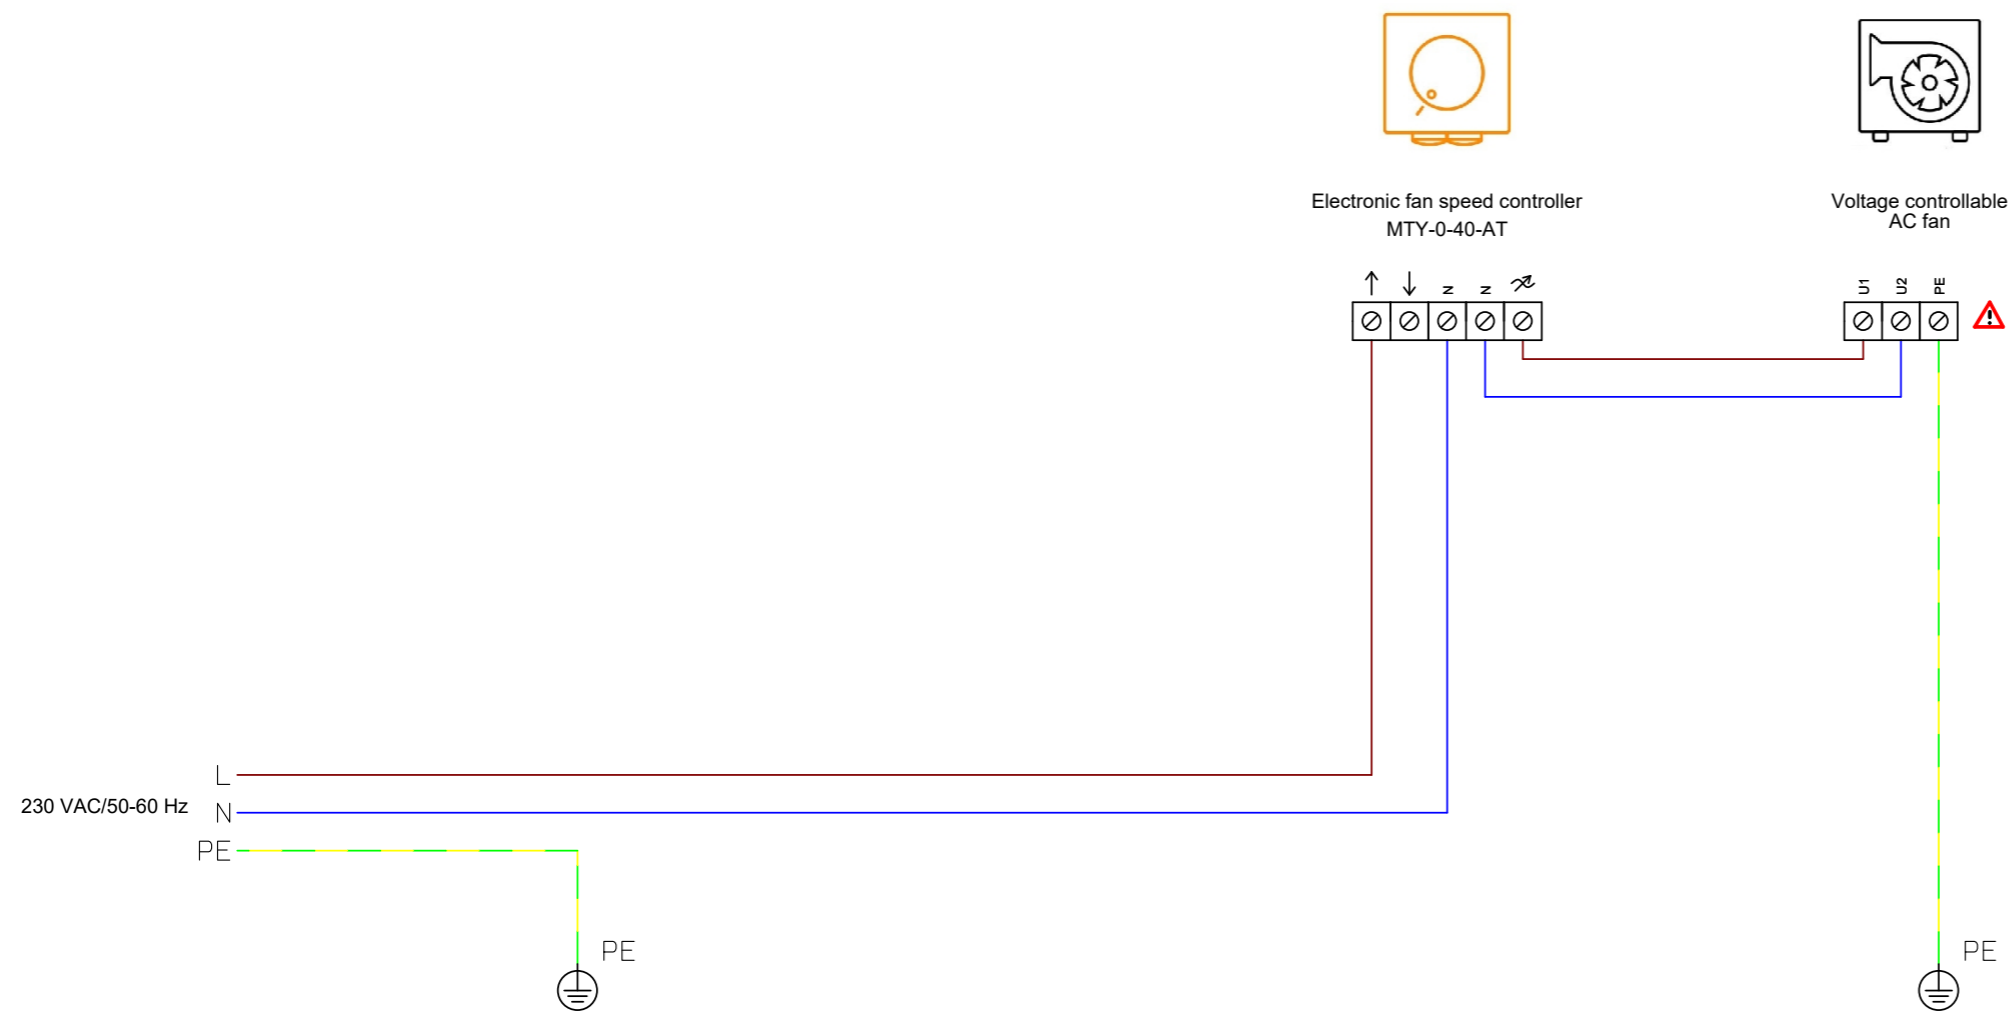 Electronic fan speed controller
MTY-0-40-AT
Voltage controllable
AC fan
↑ ↓ N N
U1 U2 PE
L
230 VAC/50-60 Hz N
PE
PE
PE